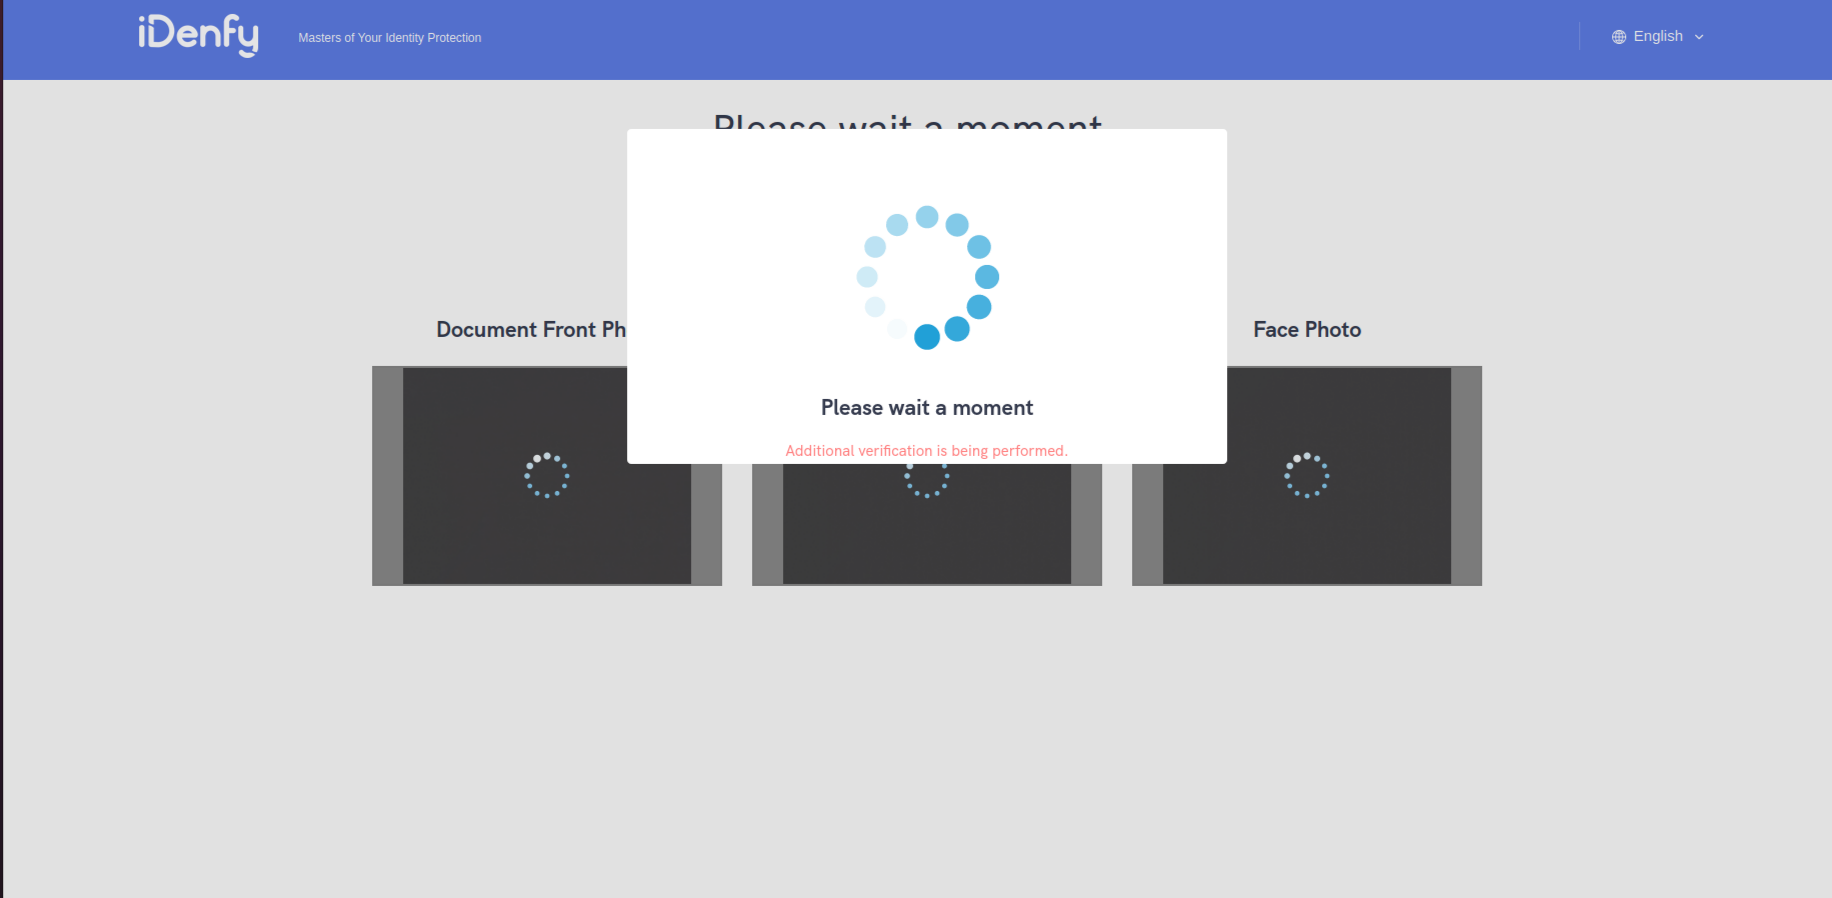 iDenfy
Masters of Your Identity Protection
English
Please wait a moment
Document Front Ph
Face Photo
Please wait a moment
Additional verification is being performed.